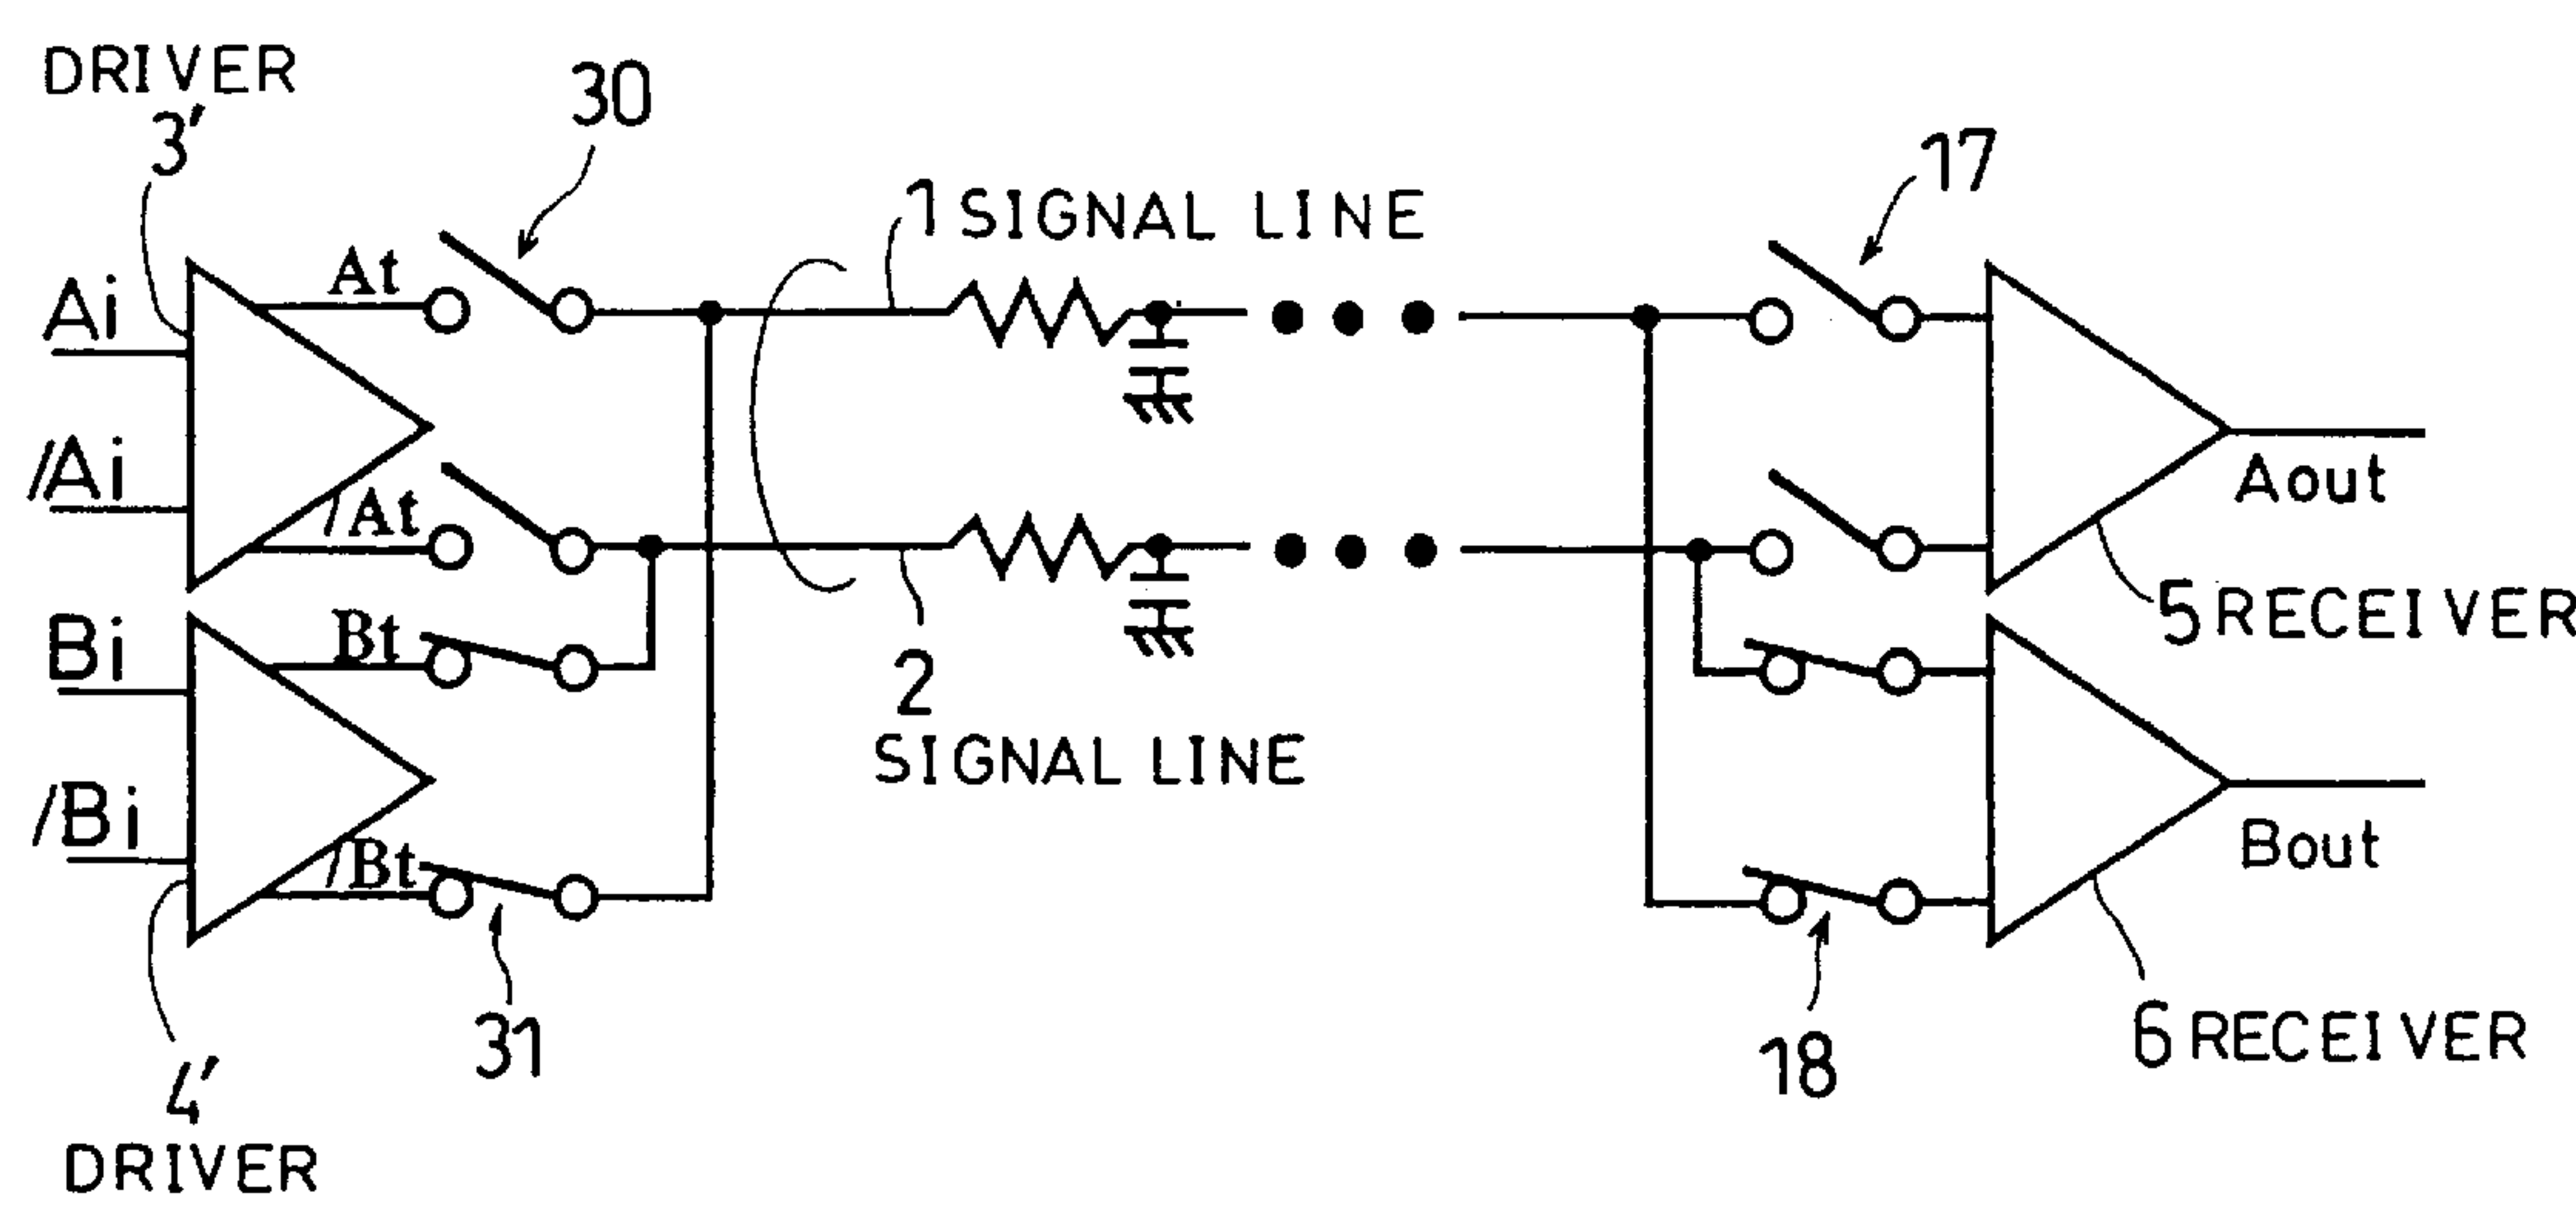 DRIVER
3′
30
1 SIGNAL LINE
17
Ai
At
/Ai
/At
Aout
5 RECEIVER
Bi
Bt
2
SIGNAL LINE
/Bi
/Bt
Bout
31
18
6 RECEIVER
4′
DRIVER